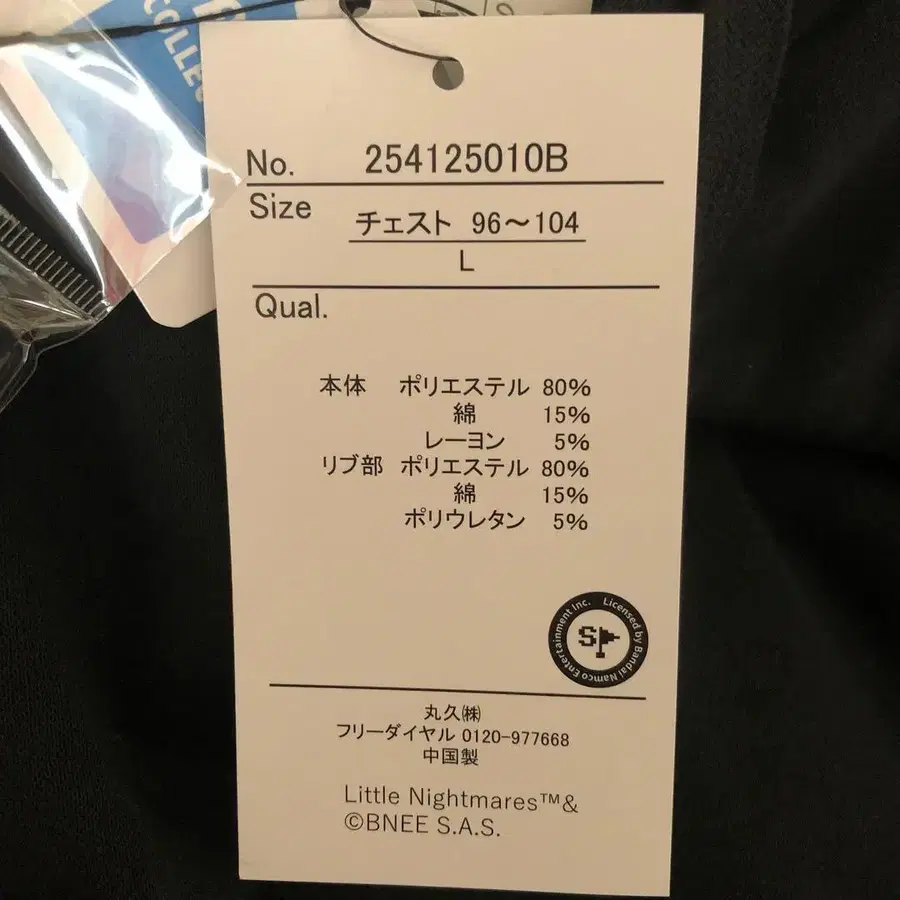 COLLE
No. 254125010B
Size
チェスト 96～104
L
Qual.
本体 ポリエステル 80%
綿 15%
レーヨン 5%
リブ部 ポリエステル 80%
綿 15%
ポリウレタン 5%
Licensed by Bandai Namco Entertainment Inc.
SP
丸久㈱
フリーダイヤル 0120-977668
中国製
Little Nightmares™&
©BNEE S.A.S.